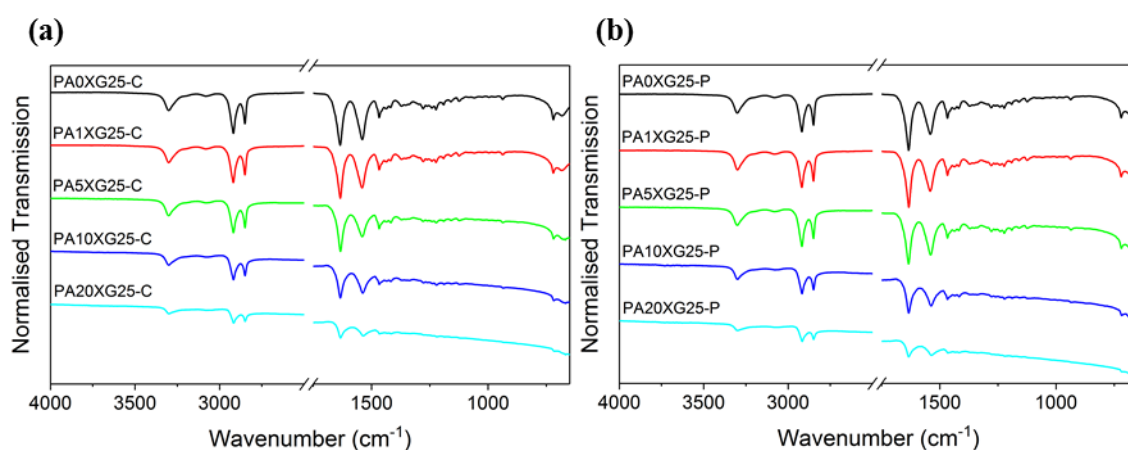 (a)
Normalised Transmission
PA0XG25-C
PA1XG25-C
PA5XG25-C
PA10XG25-C
PA20XG25-C
4000 3500 3000 1500 1000
Wavenumber (cm⁻¹)
(b)
Normalised Transmission
PA0XG25-P
PA1XG25-P
PA5XG25-P
PA10XG25-P
PA20XG25-P
4000 3500 3000 1500 1000
Wavenumber (cm⁻¹)